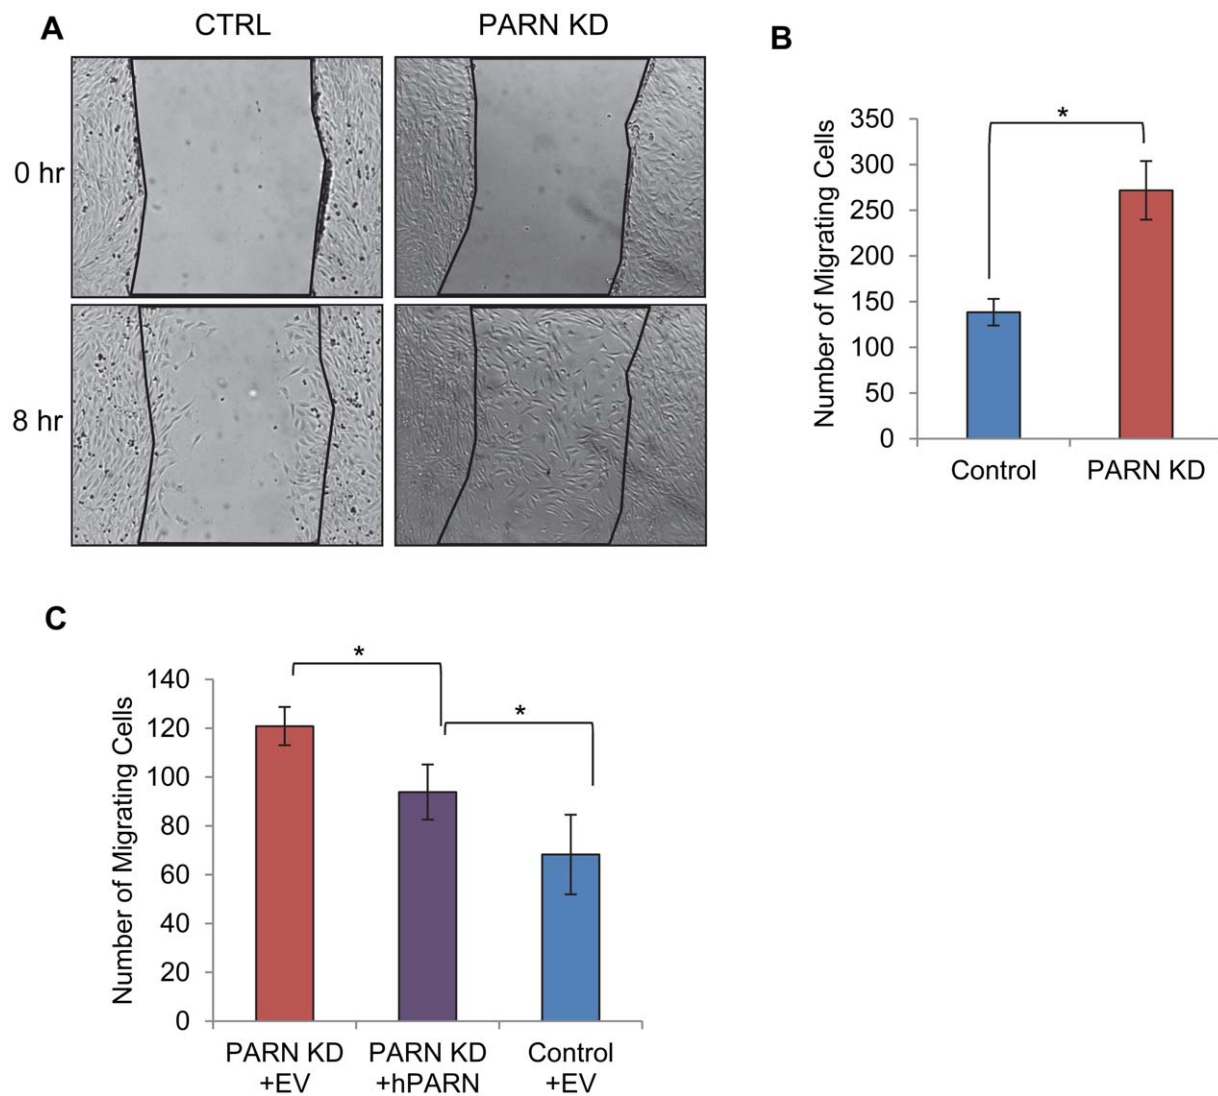 A
CTRL
PARN KD
0 hr
8 hr
B
Number of Migrating Cells
350
300
250
200
150
100
50
0
*
Control
PARN KD
C
Number of Migrating Cells
140
120
100
80
60
40
20
0
*
*
PARN KD
+EV
PARN KD
+hPARN
Control
+EV